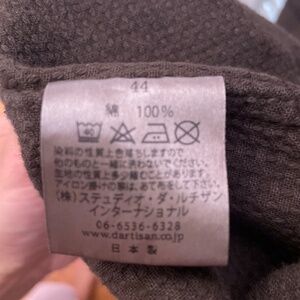 44
綿 100%
40
染料の性質上色落ちしますので
他のものと一緒に洗わないでください。
生地の性質上多少縮むことがあります。
アイロン掛けの際は、あて布をして下さい。
(株)ステュディオ・ダ・ルチザン
インターナショナル
06-6536-6328
www.dartisan.co.jp
日本製